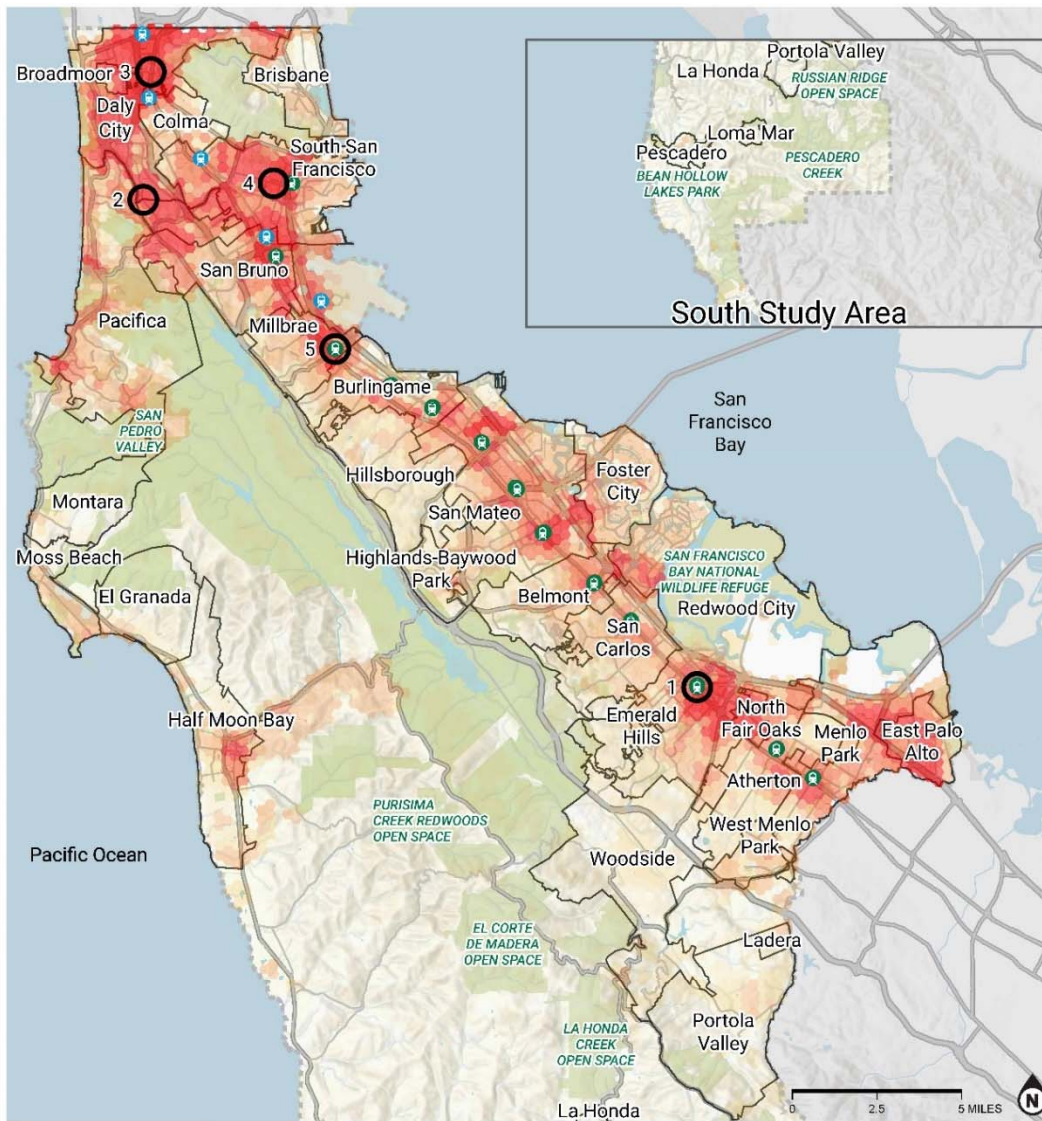 Broadmoor
3
Brisbane
Daly
City
Colma
South San
Francisco
4
2
San Bruno
Pacifica
Millbrae
5
Burlingame
SAN
PEDRO
VALLEY
Hillsborough
Foster
City
San Mateo
Montara
Moss Beach
Highlands-Baywood
Park
El Granada
Belmont
SAN FRANCISCO
BAY NATIONAL
WILDLIFE REFUGE
Redwood City
San
Carlos
1
Half Moon Bay
Emerald
Hills
North
Fair Oaks
Menlo
Park
East Palo
Alto
Atherton
PURISIMA
CREEK REDWOODS
OPEN SPACE
West Menlo
Park
Pacific Ocean
Woodside
EL CORTE
DE MADERA
OPEN SPACE
Ladera
LA HONDA
CREEK
OPEN SPACE
Portola
Valley
La Honda
San
Francisco
Bay
Portola Valley
La Honda
RUSSIAN RIDGE
OPEN SPACE
Loma Mar
Pescadero
PESCADERO
CREEK
BEAN HOLLOW
LAKES PARK
South Study Area
0 2.5 5 MILES
N